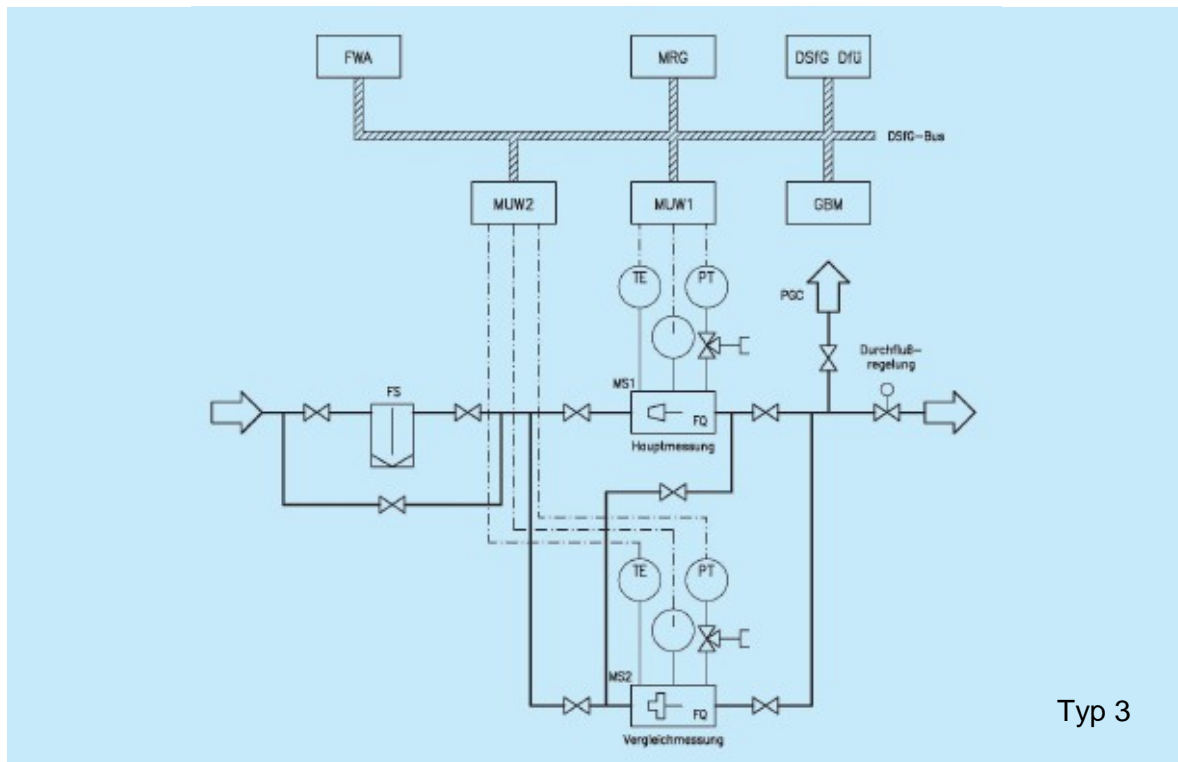 FWA
MRG
DSfG Dfü
DSfG-Bus
MUW2
MUW1
GBM
TE
PT
PGC
Durchfluß-
regelung
FS
MS1
FQ
Hauptmessung
TE
PT
MS2
FQ
Vergleichmessung
Typ 3